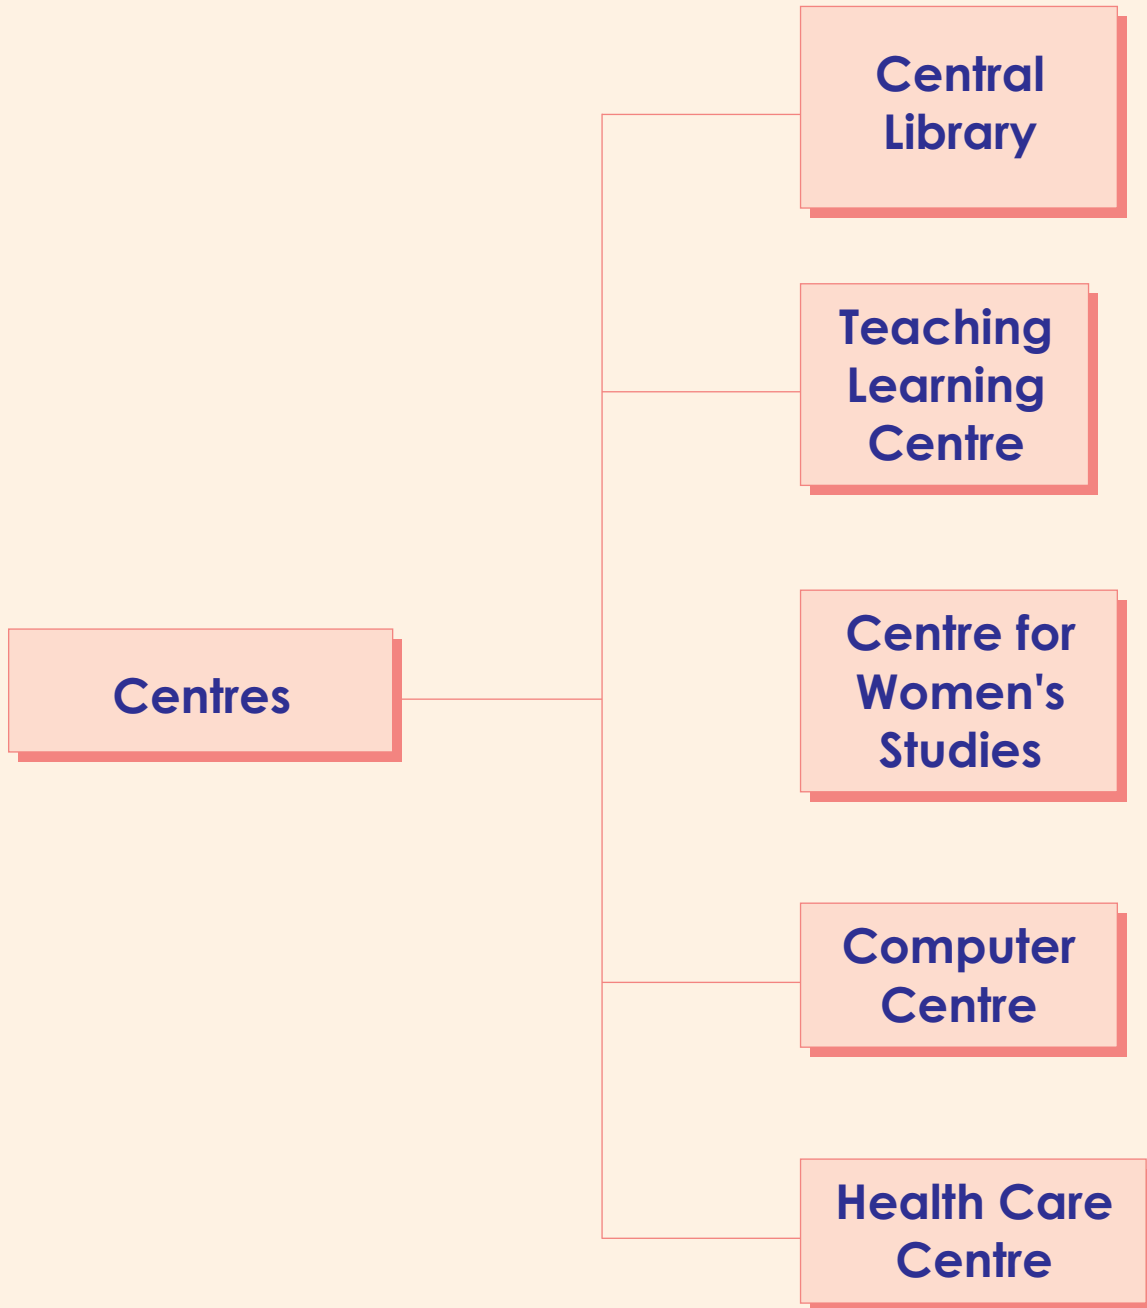 Central
Library
Teaching
Learning
Centre
Centres
Centre for
Women's
Studies
Computer
Centre
Health Care
Centre